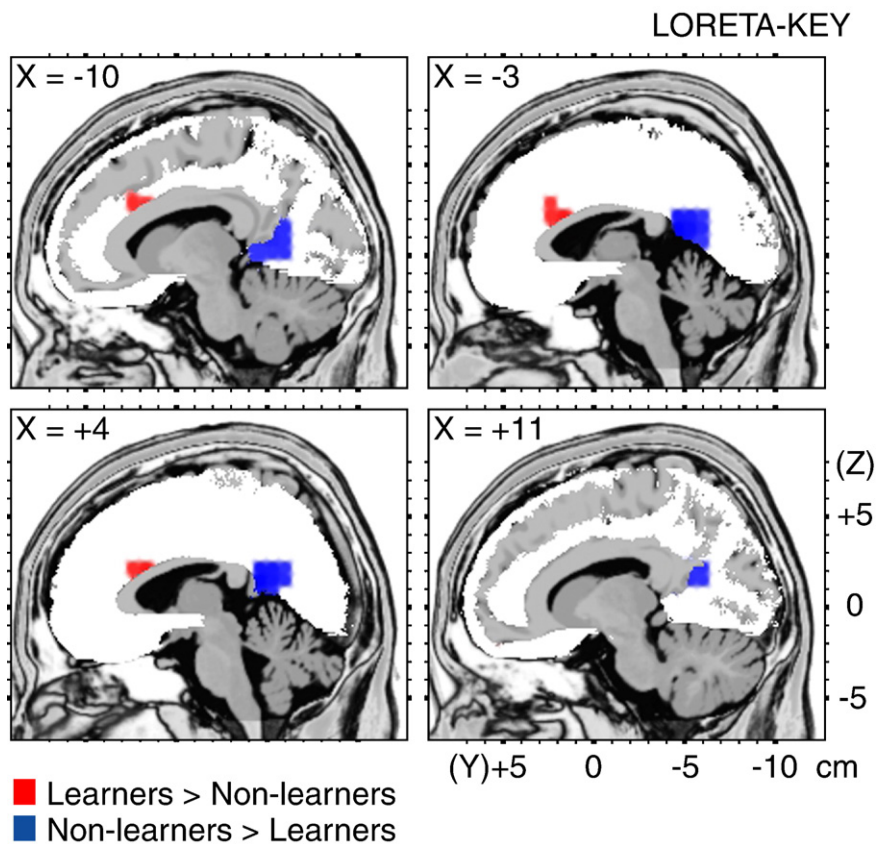 LORETA-KEY
X = -10
X = -3
X = +4
X = +11
(Z)
+5
0
-5
(Y)+5 0 -5 -10 cm
Learners > Non-learners
Non-learners > Learners